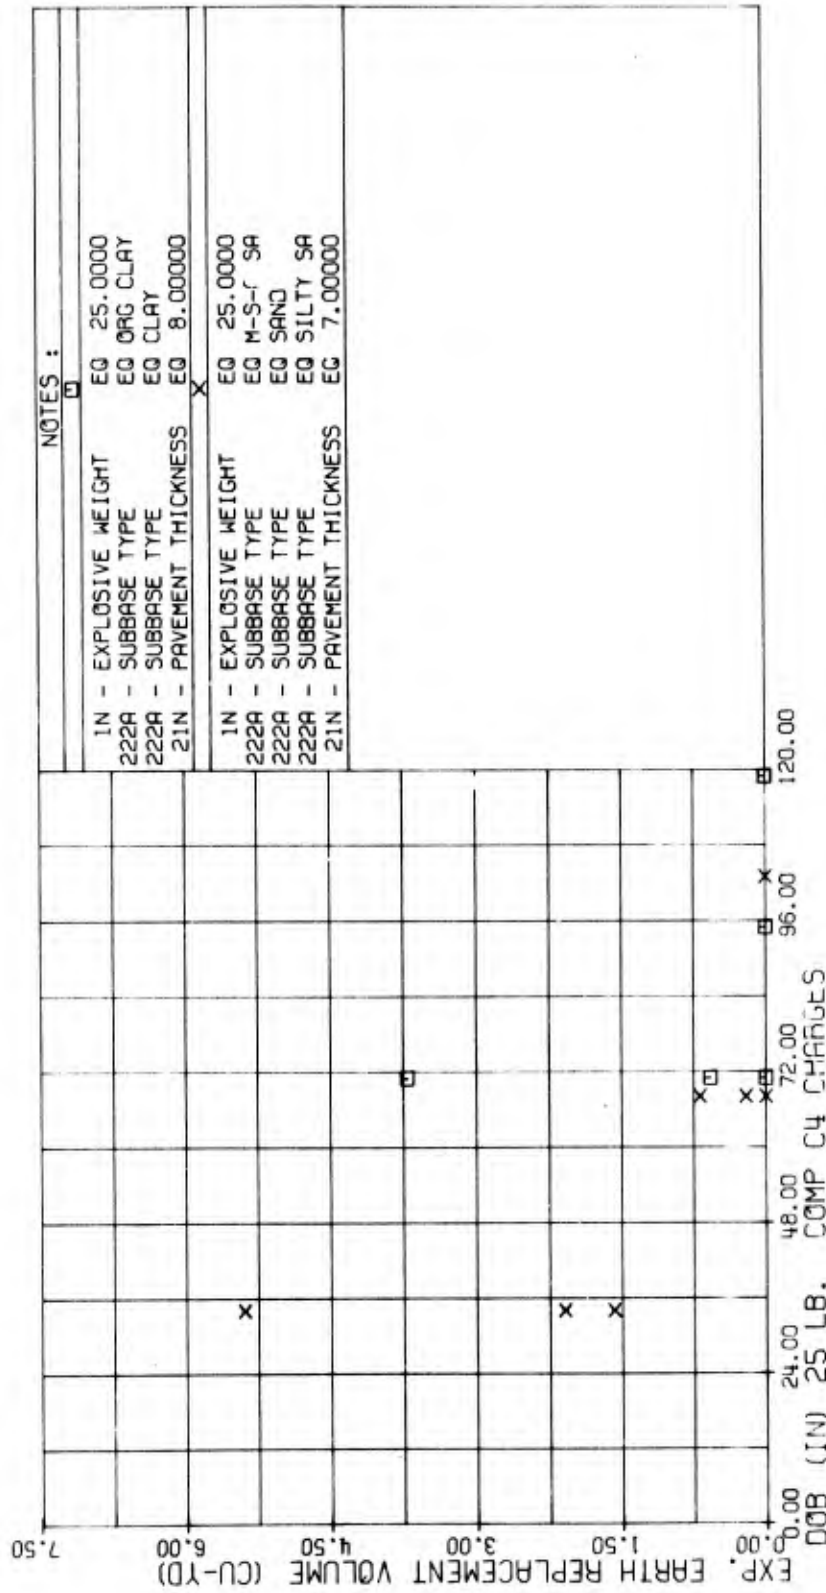 NOTES :
1N - EXPLOSIVE WEIGHT EQ 25.0000
222A - SUBBASE TYPE EQ ORG CLAY
222A - SUBBASE TYPE EQ CLAY
21N - PAVEMENT THICKNESS EQ 8.00000
1N - EXPLOSIVE WEIGHT EQ 25.0000
222A - SUBBASE TYPE EQ SA
222A - SUBBASE TYPE EQ SAND
222A - SUBBASE TYPE EQ SILTY SA
21N - PAVEMENT THICKNESS EQ 7.00000
EXP. EARTH REPLACEMENT VOLUME (CU-YD)
7.50
6.00
4.50
3.00
1.50
0.00
0.00 24.00 48.00 72.00 96.00 120.00
DOB (IN) 25 LB. COMP C4 CHARGES